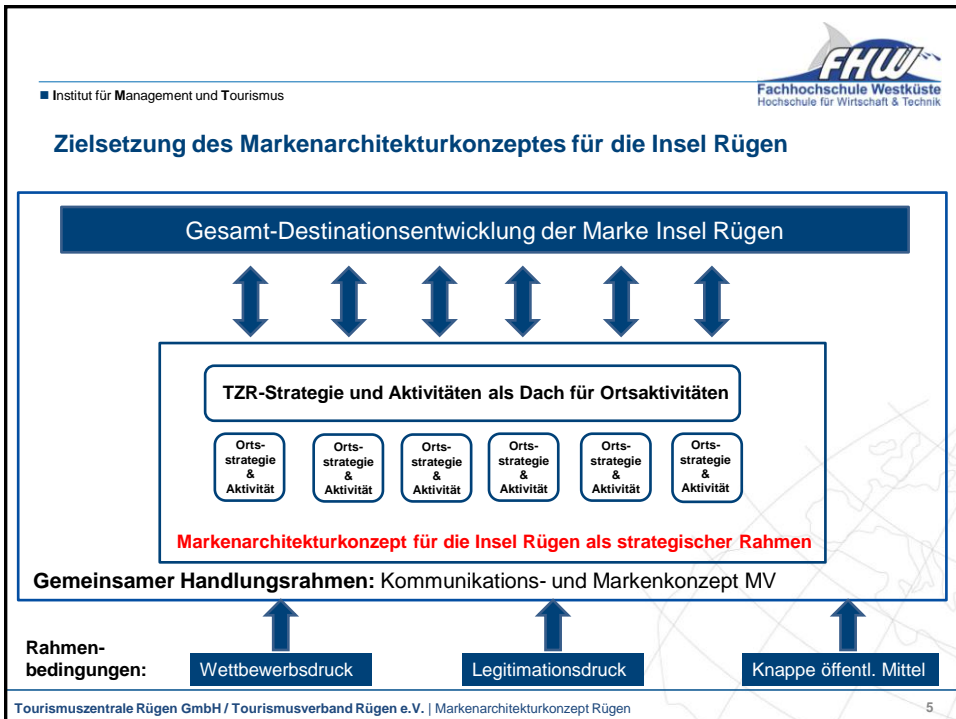 FHW
Fachhochschule Westküste
Hochschule für Wirtschaft & Technik
Institut für Management und Tourismus
Zielsetzung des Markenarchitekturkonzeptes für die Insel Rügen
Gesamt-Destinationsentwicklung der Marke Insel Rügen
TZR-Strategie und Aktivitäten als Dach für Ortsaktivitäten
Orts-
strategie
&
Aktivität
Orts-
strategie
&
Aktivität
Orts-
strategie
&
Aktivität
Orts-
strategie
&
Aktivität
Orts-
strategie
&
Aktivität
Orts-
strategie
&
Aktivität
Markenarchitekturkonzept für die Insel Rügen als strategischer Rahmen
Gemeinsamer Handlungsrahmen: Kommunikations- und Markenkonzept MV
Rahmen-
bedingungen:
Wettbewerbsdruck
Legitimationsdruck
Knappe öffentl. Mittel
Tourismuszentrale Rügen GmbH / Tourismusverband Rügen e.V. | Markenarchitekturkonzept Rügen 5